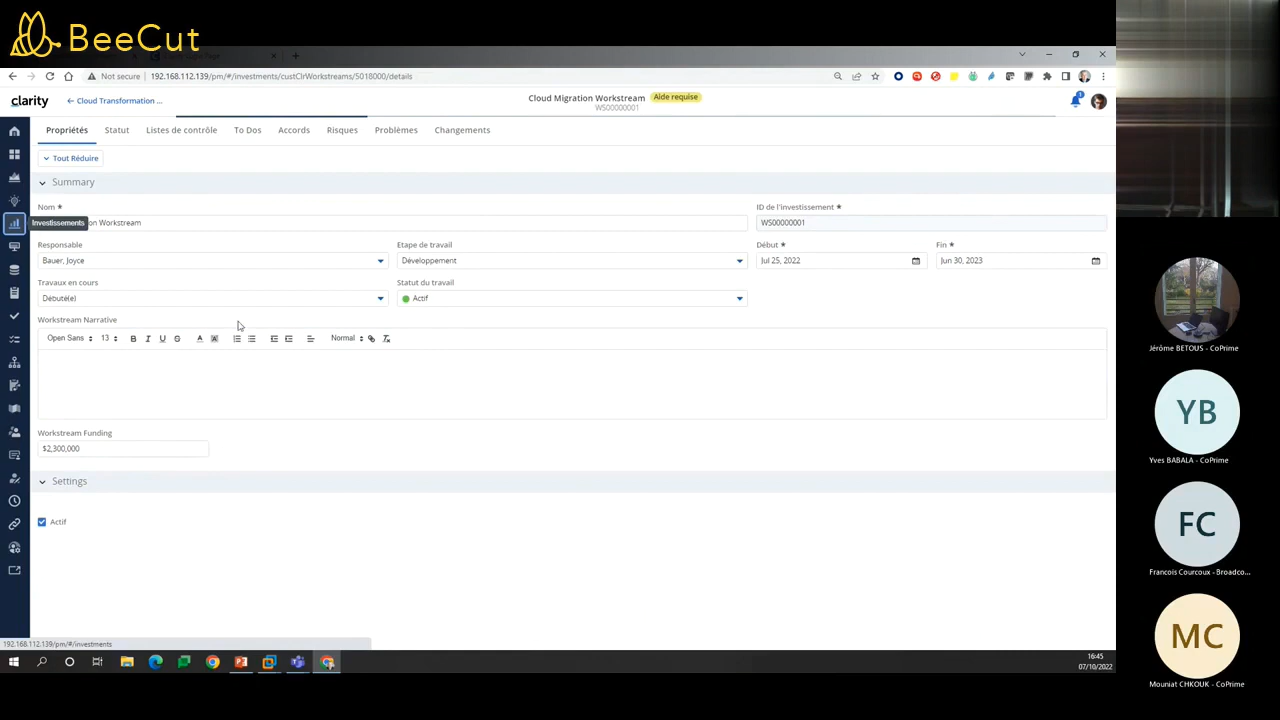 BeeCut
Not secure
192.168.112.139/pm/#/investments/custClrWorkstreams/5018000/details
clarity
Cloud Transformation ...
Cloud Migration Workstream
Aide requise
WS00000001
1
Propriétés
Statut
Listes de contrôle
To Dos
Accords
Risques
Problèmes
Changements
Tout Réduire
Summary
Nom *
ID de l'investissement *
Investissements
on Workstream
WS00000001
Responsable
Etape de travail
Début *
Fin *
Bauer, Joyce
Développement
Jul 25, 2022
Jun 30, 2023
Travaux en cours
Statut du travail
Débuté(e)
Actif
Workstream Narrative
Open Sans
13
B I U S
A A
Normal
Workstream Funding
$2,300,000
Settings
Actif
192.168.112.139/pm/#/investments
16:45
07/10/2022
Jérôme BETOUS - CoPrime
YB
Yves BABALA - CoPrime
FC
Francois Courcoux - Broadco...
MC
Mouniat CHKOUK - CoPrime